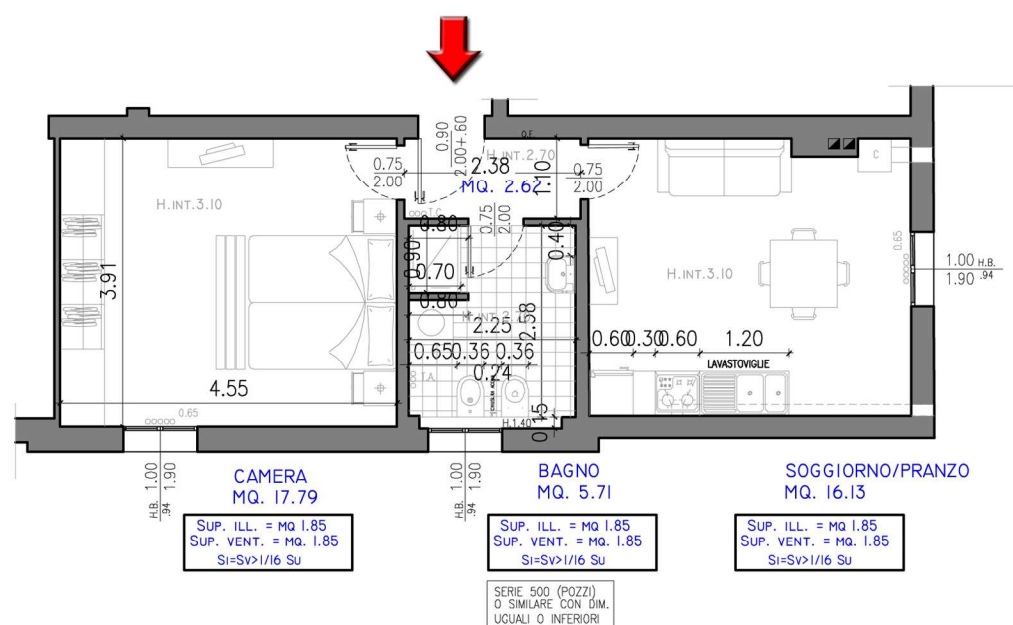 O.F.
0.90
2.00+.60
H.INT.2.70
0.75
2.00
2.38
MQ. 2.62
1.10
0.75
2.00
H.INT.3.10
T.C.
0.80
0.75
2.00
0.40
C
0.65
3.91
0.90
0.70
0.80
2.25
2.58
H.INT.3.10
1.00 H.B.
1.90 .94
0.65 0.36 0.36
0.24
T.A.
0.60 0.30 0.60 1.20
LAVASTOVIGLIE
4.55
0.65
H.1.40
0.15
H.B. 1.00
.94 1.90
H.B. 1.00
.94 1.90
CAMERA
MQ. 17.79
BAGNO
MQ. 5.71
SOGGIORNO/PRANZO
MQ. 16.13
SUP. ILL. = MQ 1.85
SUP. VENT. = MQ. 1.85
SI=SV>1/16 SU
SUP. ILL. = MQ 1.85
SUP. VENT. = MQ. 1.85
SI=SV>1/16 SU
SUP. ILL. = MQ 1.85
SUP. VENT. = MQ. 1.85
SI=SV>1/16 SU
SERIE 500 (POZZI)
O SIMILARE CON DIM.
UGUALI O INFERIORI